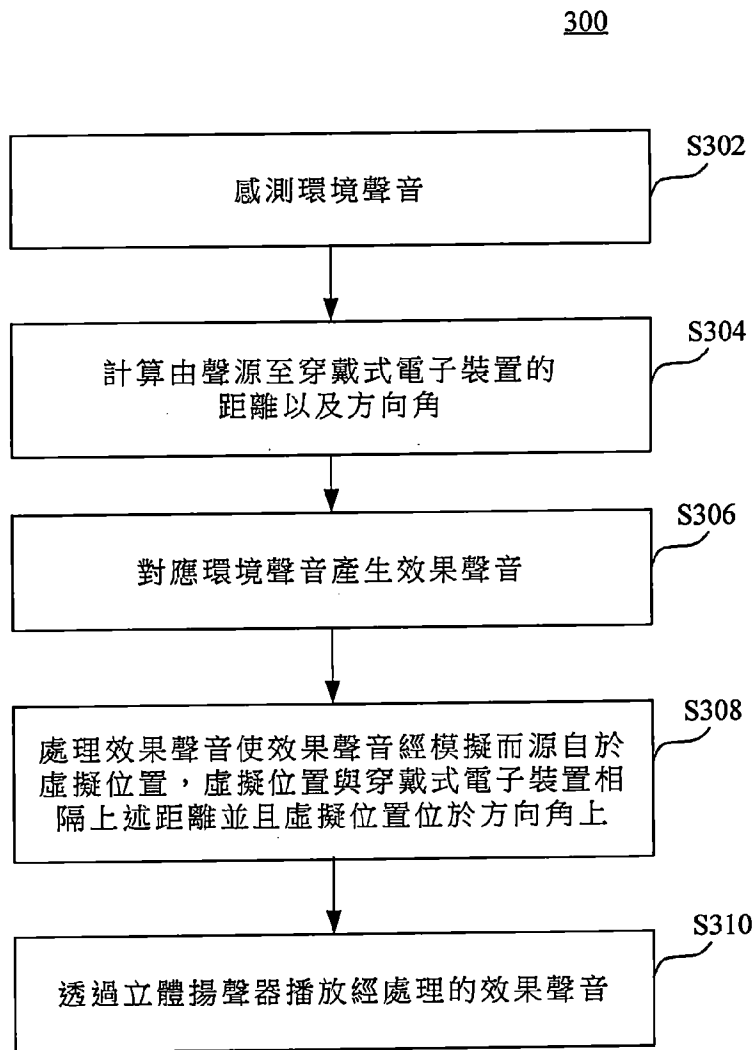 300
S302
感測環境聲音
S304
計算由聲源至穿戴式電子裝置的
距離以及方向角
S306
對應環境聲音產生效果聲音
S308
處理效果聲音使效果聲音經模擬而源自於
虛擬位置，虛擬位置與穿戴式電子裝置相
隔上述距離並且虛擬位置位於方向角上
S310
透過立體揚聲器播放經處理的效果聲音